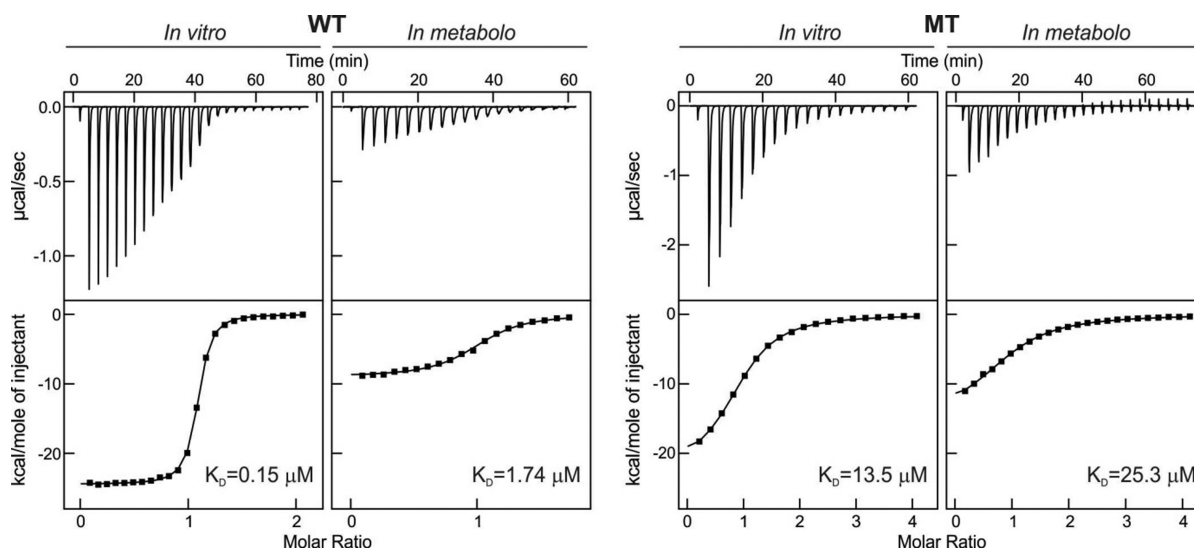 WT
In vitro
In metabolo
Time (min)
0 20 40 60 80
0 20 40 60
0.0
-0.5
-1.0
µcal/sec
0
-10
-20
kcal/mole of injectant
K_D=0.15 µM
K_D=1.74 µM
0 1 2
1
Molar Ratio
MT
In vitro
In metabolo
Time (min)
0 20 40 60
0 20 40 60
0
-1
-2
µcal/sec
0
-10
-20
kcal/mole of injectant
K_D=13.5 µM
K_D=25.3 µM
0 1 2 3 4
0 1 2 3 4
Molar Ratio